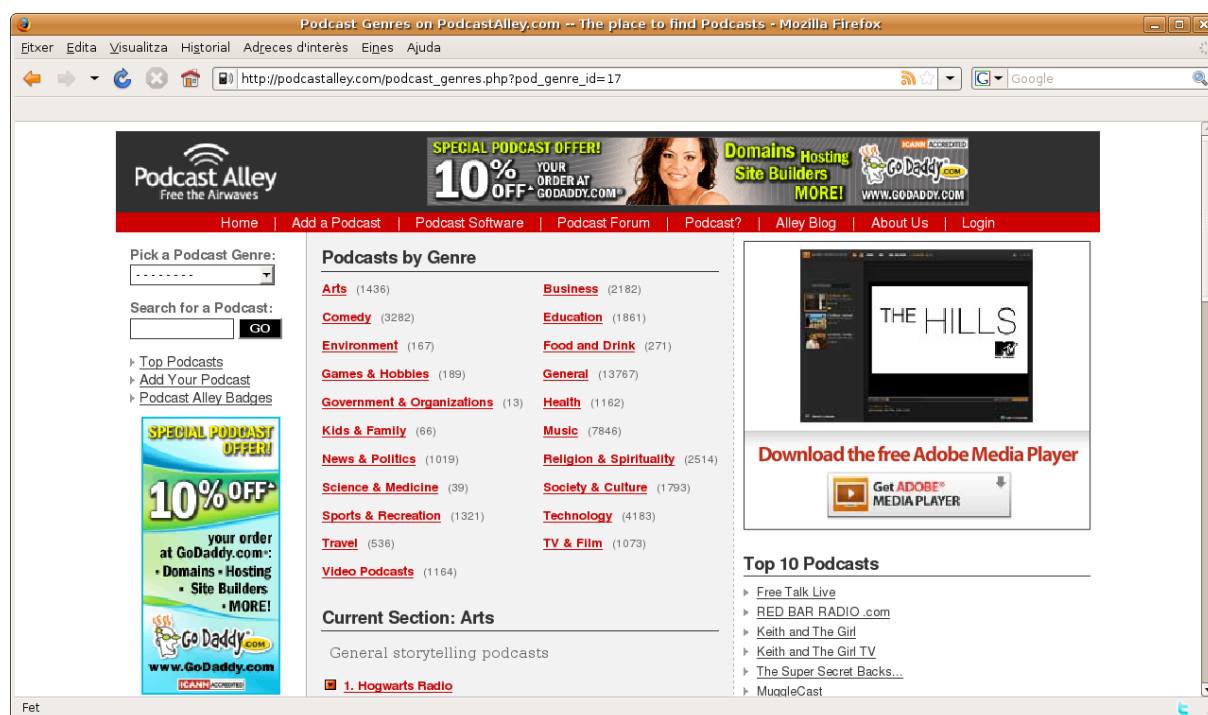 Podcast Genres on PodcastAlley.com -- The place to find Podcasts - Mozilla Firefox
Fitxer Edita Visualitza Historial Adreces d'interès Eines Ajuda
http://podcastalley.com/podcast_genres.php?pod_genre_id=17
G Google
Podcast Alley
Free the Airwaves
SPECIAL PODCAST OFFER!
10% OFF* YOUR ORDER AT GODADDY.COM
Domains Hosting
Site Builders
MORE!
ICANN ACCREDITED
Go Daddy.COM
WWW.GODADDY.COM
Home | Add a Podcast | Podcast Software | Podcast Forum | Podcast? | Alley Blog | About Us | Login
Pick a Podcast Genre:
--------
Search for a Podcast:
GO
Top Podcasts
Add Your Podcast
Podcast Alley Badges
SPECIAL PODCAST
OFFER!
10% OFF*
your order
at GoDaddy.com:
• Domains • Hosting
• Site Builders
• MORE!
Go Daddy.COM
www.GoDaddy.com
ICANN ACCREDITED
Podcasts by Genre
Arts (1436) Business (2182)
Comedy (3282) Education (1861)
Environment (167) Food and Drink (271)
Games & Hobbies (189) General (13767)
Government & Organizations (13) Health (1162)
Kids & Family (66) Music (7846)
News & Politics (1019) Religion & Spirituality (2514)
Science & Medicine (39) Society & Culture (1793)
Sports & Recreation (1321) Technology (4183)
Travel (536) TV & Film (1073)
Video Podcasts (1164)
Current Section: Arts
General storytelling podcasts
1. Hogwarts Radio
THE HILLS
MTV
Download the free Adobe Media Player
Get ADOBE®
MEDIA PLAYER
Top 10 Podcasts
Free Talk Live
RED BAR RADIO .com
Keith and The Girl
Keith and The Girl TV
The Super Secret Backs...
MuggleCast
Fet